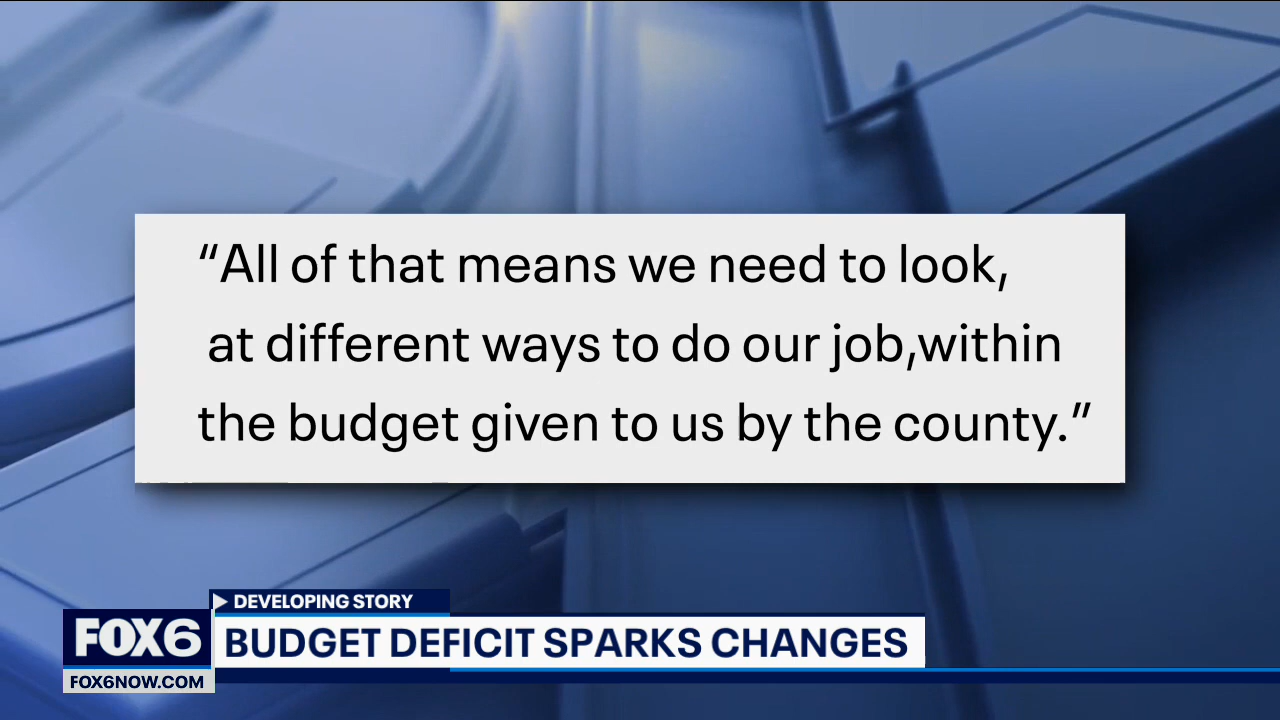 “All of that means we need to look,
at different ways to do our job,within
the budget given to us by the county.”
DEVELOPING STORY
FOX6
BUDGET DEFICIT SPARKS CHANGES
FOX6NOW.COM